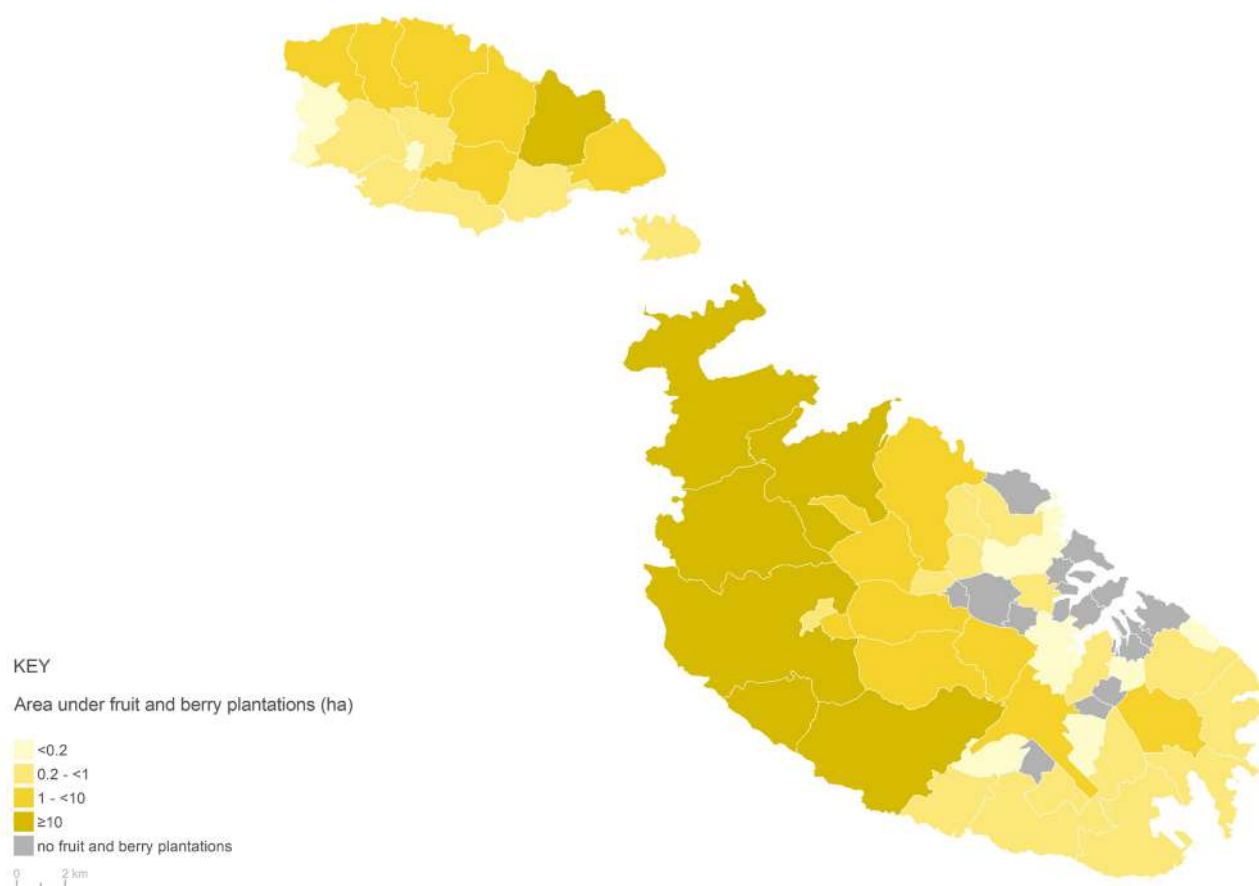 KEY
Area under fruit and berry plantations (ha)
<0.2
0.2 - <1
1 - <10
≥10
no fruit and berry plantations
0 2 km